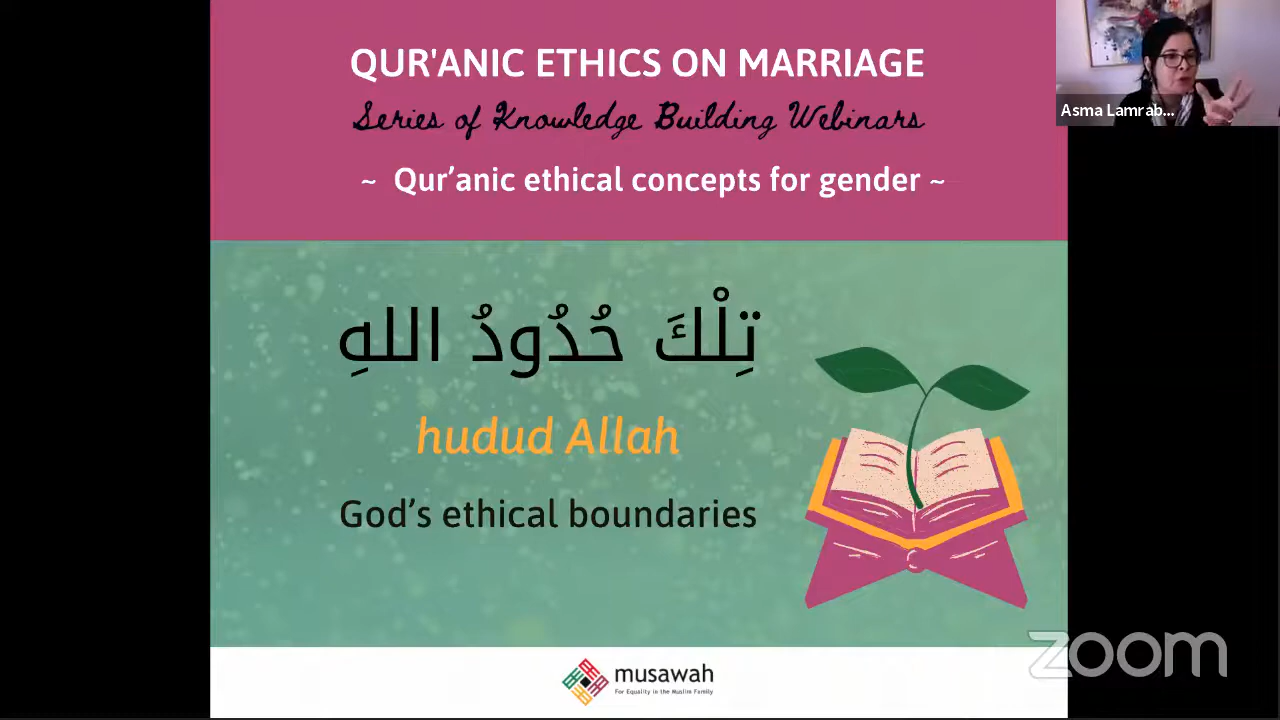 QUR'ANIC ETHICS ON MARRIAGE
Series of Knowledge Building Webinars
~ Qur’anic ethical concepts for gender ~
Asma Lamrab...
تِلْكَ حُدُودُ اللهِ
hudud Allah
God’s ethical boundaries
musawah
For Equality in the Muslim Family
zoom